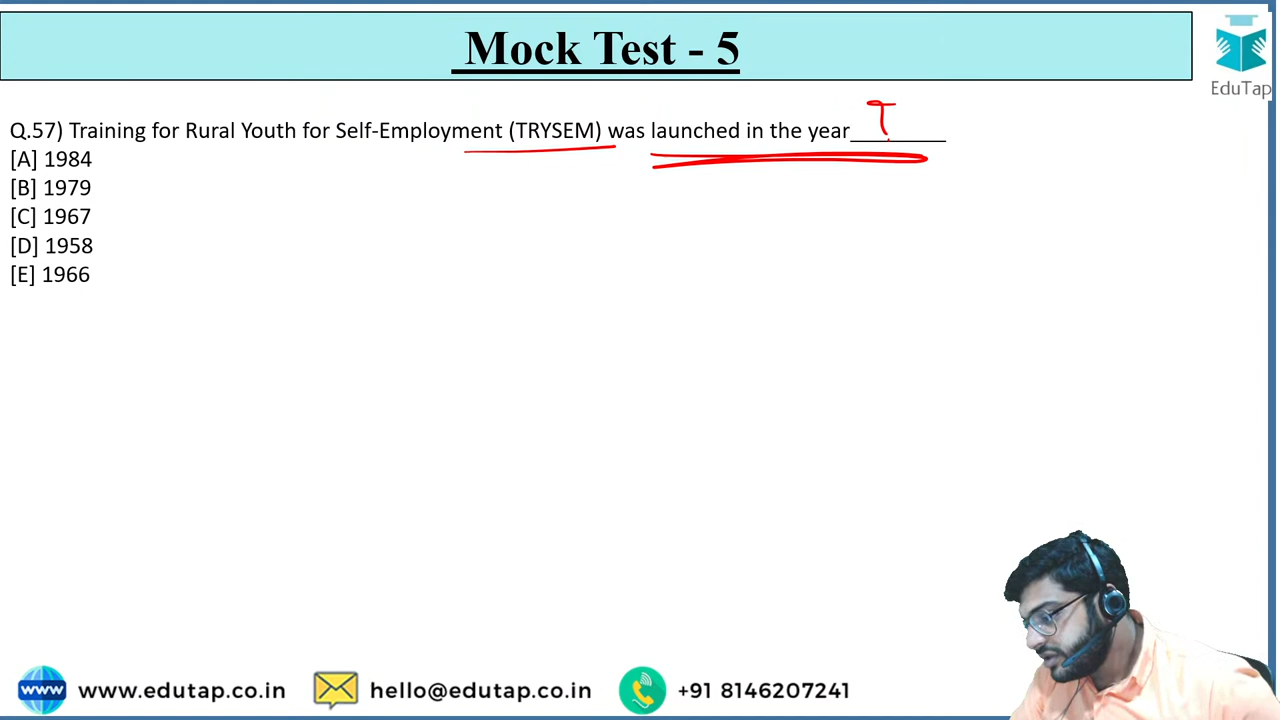 Mock Test - 5
EduTap
Q.57) Training for Rural Youth for Self-Employment (TRYSEM) was launched in the year________
[A] 1984
[B] 1979
[C] 1967
[D] 1958
[E] 1966
www www.edutap.co.in hello@edutap.co.in +91 8146207241